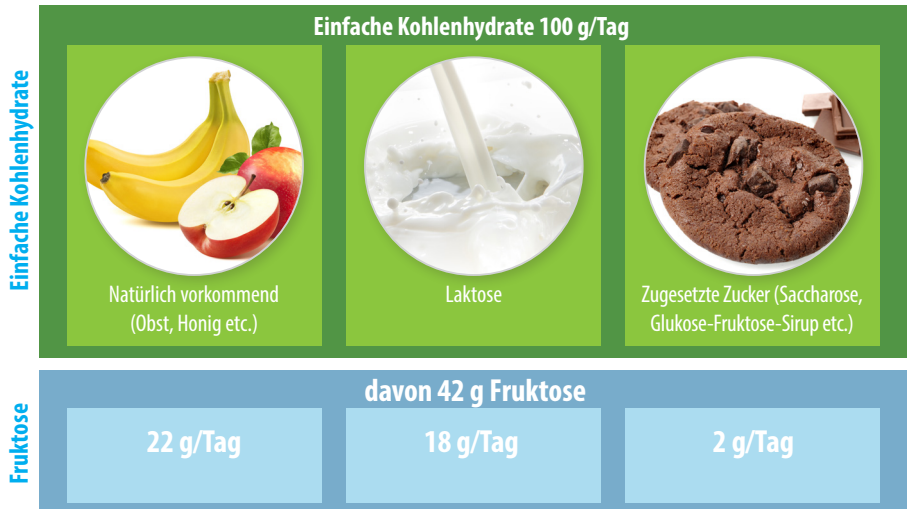 Einfache Kohlenhydrate 100 g/Tag
Einfache Kohlenhydrate
Natürlich vorkommend
(Obst, Honig etc.)
Laktose
Zugesetzte Zucker (Saccharose,
Glukose-Fruktose-Sirup etc.)
davon 42 g Fruktose
Fruktose
22 g/Tag
18 g/Tag
2 g/Tag